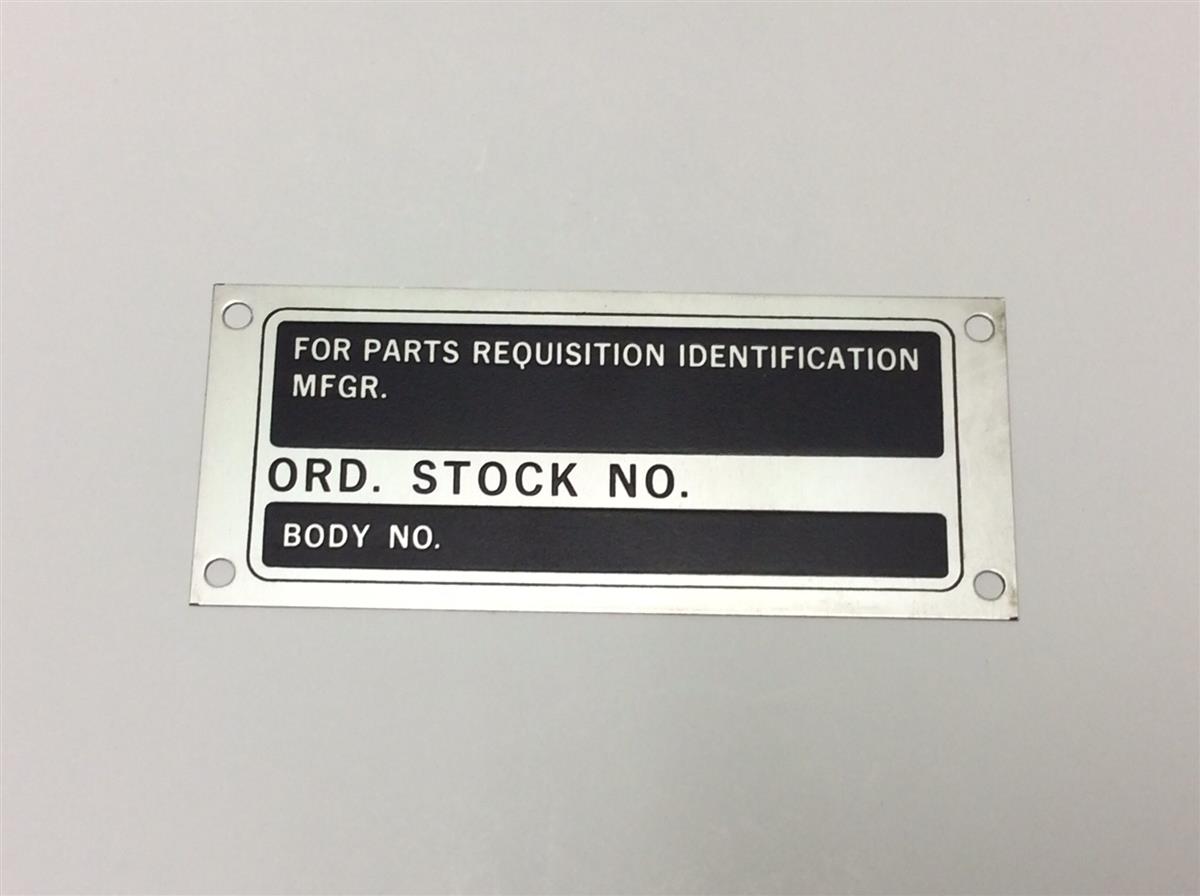 FOR PARTS REQUISITION IDENTIFICATION
MFGR.
ORD. STOCK NO.
BODY NO.